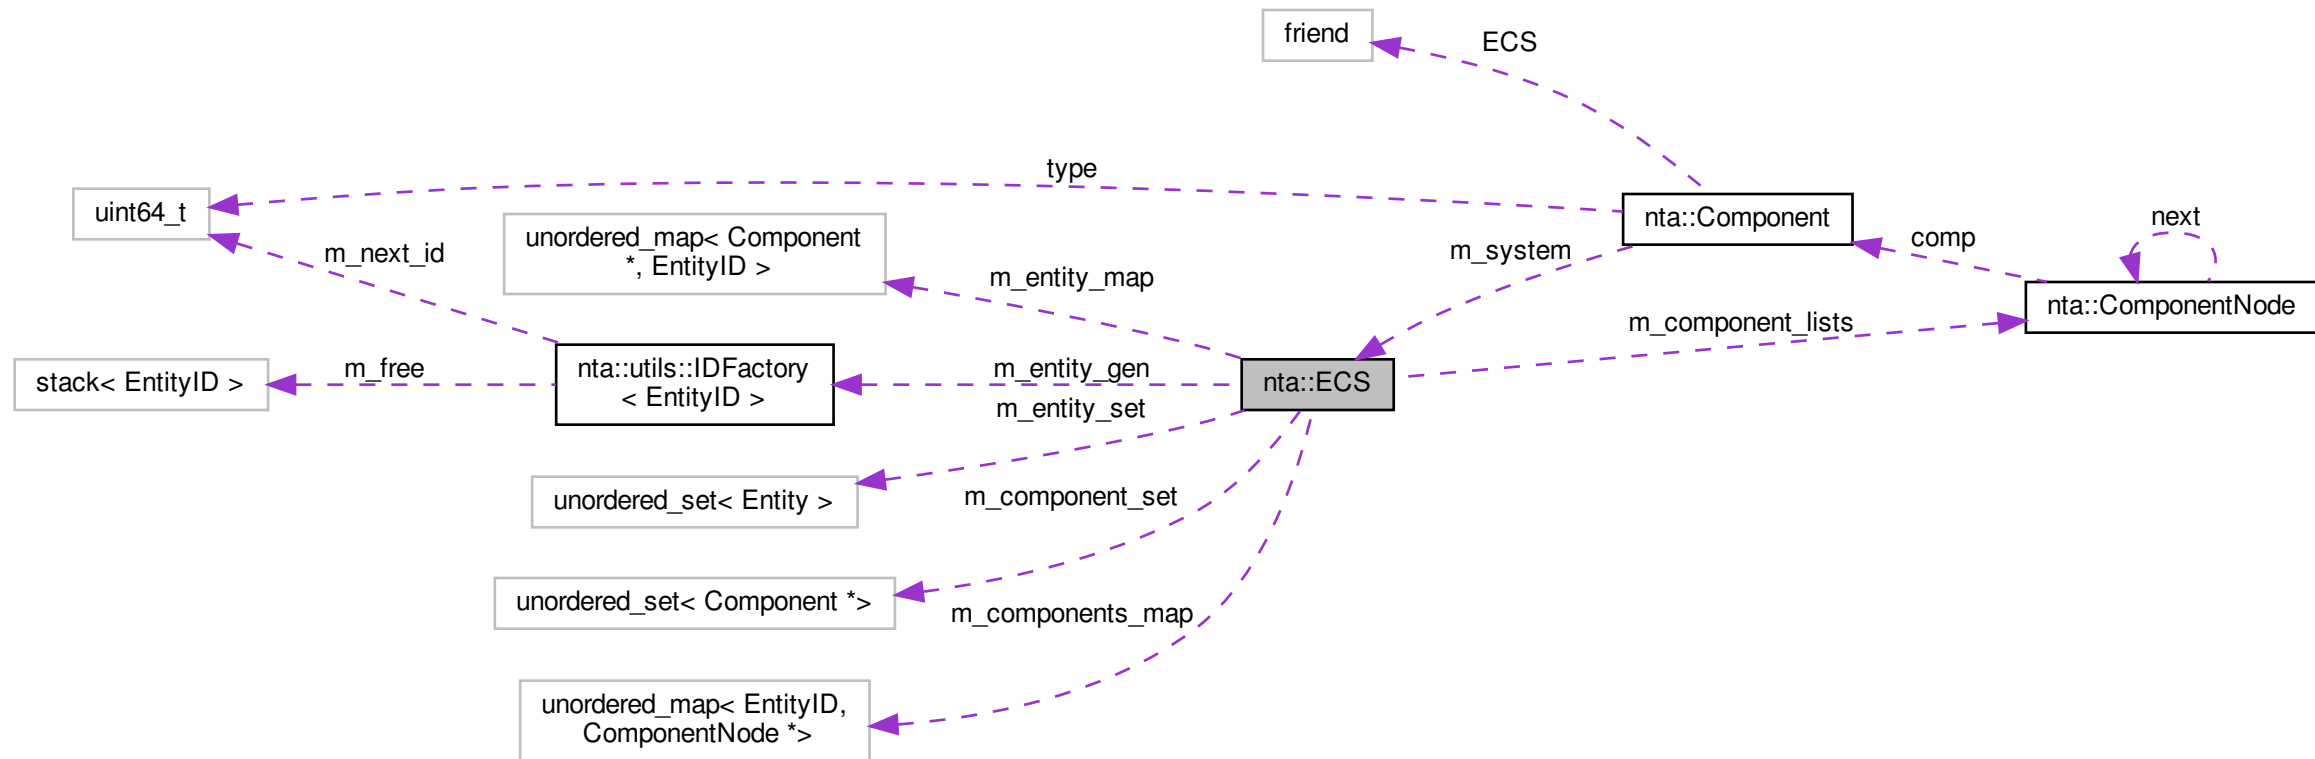 friend
ECS
type
uint64_t
nta::Component
next
unordered_map< Component
*, EntityID >
m_next_id
m_system
comp
m_entity_map
nta::ComponentNode
m_component_lists
stack< EntityID >
m_free
nta::utils::IDFactory
< EntityID >
m_entity_gen
nta::ECS
m_entity_set
unordered_set< Entity >
m_component_set
unordered_set< Component *>
m_components_map
unordered_map< EntityID,
ComponentNode *>